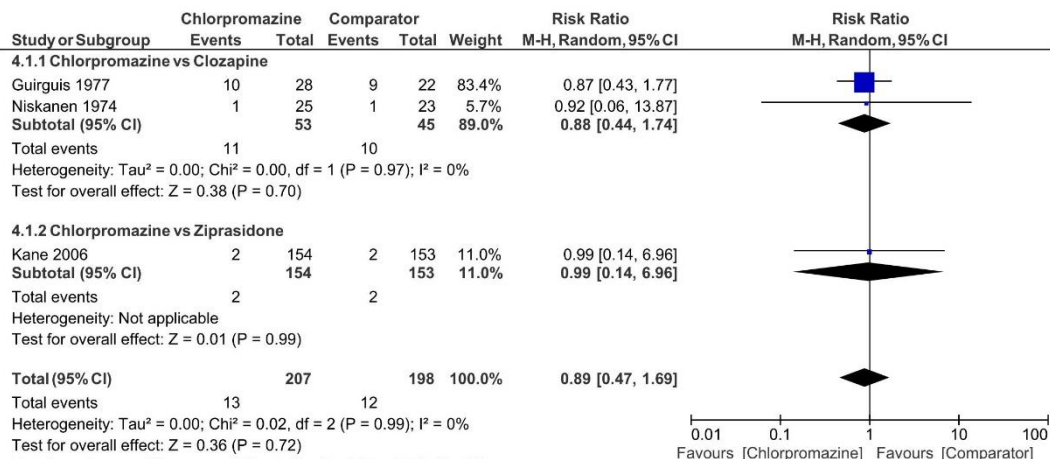 Chlorpromazine Comparator Risk Ratio Risk Ratio
Study or Subgroup Events Total Events Total Weight M-H, Random, 95% CI M-H, Random, 95% CI
4.1.1 Chlorpromazine vs Clozapine
Guirguis 1977 10 28 9 22 83.4% 0.87 [0.43, 1.77]
Niskanen 1974 1 25 1 23 5.7% 0.92 [0.06, 13.87]
Subtotal (95% CI) 53 45 89.0% 0.88 [0.44, 1.74]
Total events 11 10
Heterogeneity: Tau² = 0.00; Chi² = 0.00, df = 1 (P = 0.97); I² = 0%
Test for overall effect: Z = 0.38 (P = 0.70)
4.1.2 Chlorpromazine vs Ziprasidone
Kane 2006 2 154 2 153 11.0% 0.99 [0.14, 6.96]
Subtotal (95% CI) 154 153 11.0% 0.99 [0.14, 6.96]
Total events 2 2
Heterogeneity: Not applicable
Test for overall effect: Z = 0.01 (P = 0.99)
Total (95% CI) 207 198 100.0% 0.89 [0.47, 1.69]
Total events 13 12
Heterogeneity: Tau² = 0.00; Chi² = 0.02, df = 2 (P = 0.99); I² = 0%
Test for overall effect: Z = 0.36 (P = 0.72)
0.01 0.1 1 10 100
Favours [Chlorpromazine] Favours [Comparator]